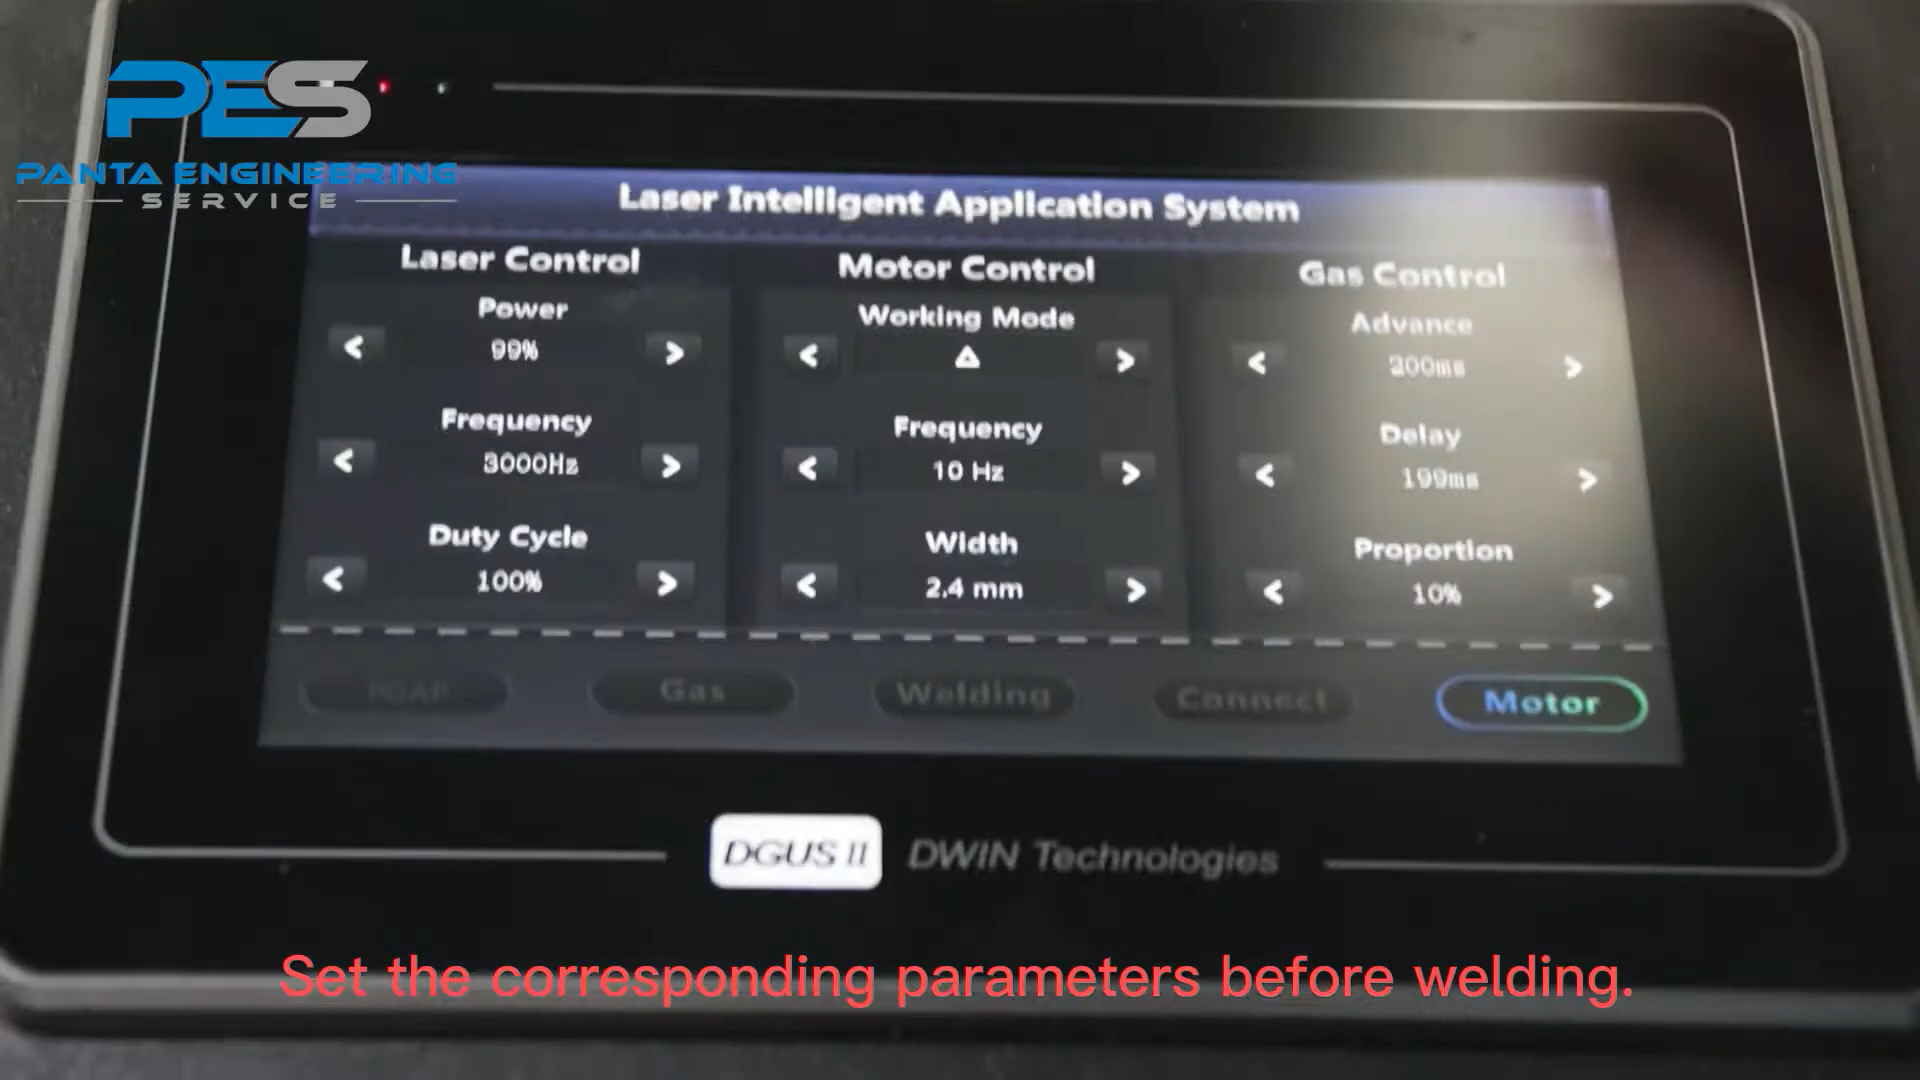 PES
PANTA ENGINEERING
SERVICE
Laser Intelligent Application System
Laser Control
Power
< 99% >
Frequency
< 3000Hz >
Duty Cycle
< 100% >
Motor Control
Working Mode
< △ >
Frequency
< 10 Hz >
Width
< 2.4 mm >
Gas Control
Advance
< 200ms >
Delay
< 199ms >
Proportion
< 10% >
Gas
Welding
Connect
Motor
DGUS II DWIN Technologies
Set the corresponding parameters before welding.